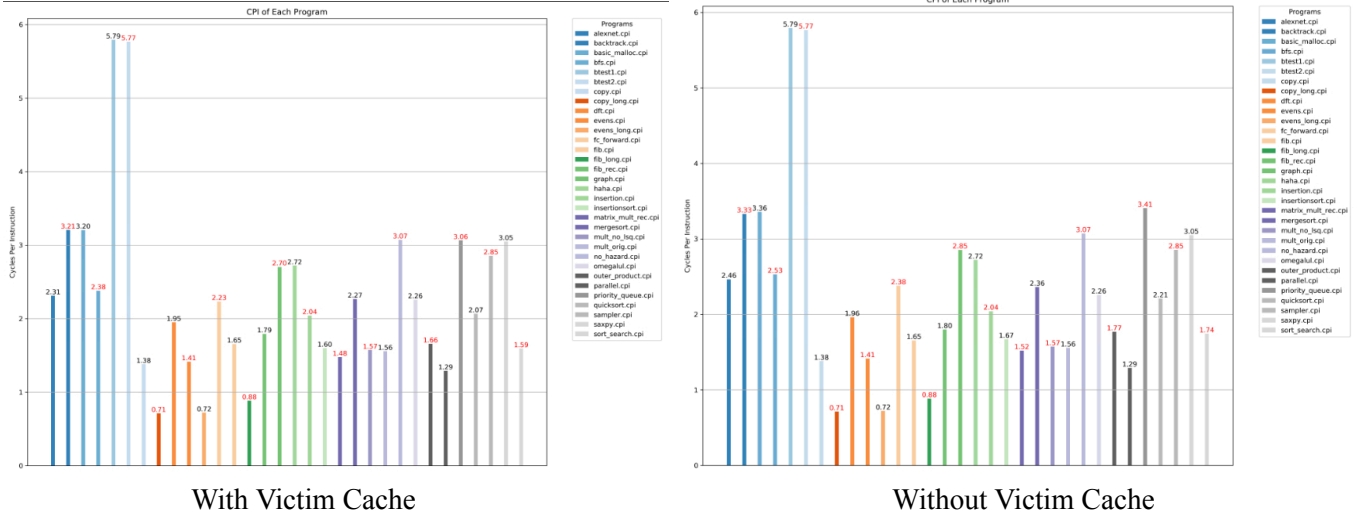 CPI of Each Program
6
5
4
3
2
1
0
Cycles Per Instruction
2.31
3.21
3.20
2.38
5.79
5.77
1.38
0.71
1.95
1.41
0.72
2.23
1.65
0.88
1.79
2.70
2.72
2.04
1.60
1.48
2.27
1.57
1.56
3.07
2.26
1.66
1.29
3.06
2.07
2.85
3.05
1.59
Programs
alexnet.cpi
backtrack.cpi
basic_malloc.cpi
bfs.cpi
btest1.cpi
btest2.cpi
copy.cpi
copy_long.cpi
dft.cpi
evens.cpi
evens_long.cpi
fc_forward.cpi
fib.cpi
fib_long.cpi
fib_rec.cpi
graph.cpi
haha.cpi
insertion.cpi
insertionsort.cpi
matrix_mult_rec.cpi
mergesort.cpi
mult_no_lsq.cpi
mult_orig.cpi
no_hazard.cpi
omegalul.cpi
outer_product.cpi
parallel.cpi
priority_queue.cpi
quicksort.cpi
sampler.cpi
saxpy.cpi
sort_search.cpi
With Victim Cache
CPI of Each Program
6
5
4
3
2
1
0
Cycles Per Instruction
2.46
3.33
3.36
2.53
5.79
5.77
1.38
0.71
1.96
1.41
0.72
2.38
1.65
0.88
1.80
2.85
2.72
2.04
1.67
1.52
2.36
1.57
1.56
3.07
2.26
1.77
1.29
3.41
2.21
2.85
3.05
1.74
Programs
alexnet.cpi
backtrack.cpi
basic_malloc.cpi
bfs.cpi
btest1.cpi
btest2.cpi
copy.cpi
copy_long.cpi
dft.cpi
evens.cpi
evens_long.cpi
fc_forward.cpi
fib.cpi
fib_long.cpi
fib_rec.cpi
graph.cpi
haha.cpi
insertion.cpi
insertionsort.cpi
matrix_mult_rec.cpi
mergesort.cpi
mult_no_lsq.cpi
mult_orig.cpi
no_hazard.cpi
omegalul.cpi
outer_product.cpi
parallel.cpi
priority_queue.cpi
quicksort.cpi
sampler.cpi
saxpy.cpi
sort_search.cpi
Without Victim Cache